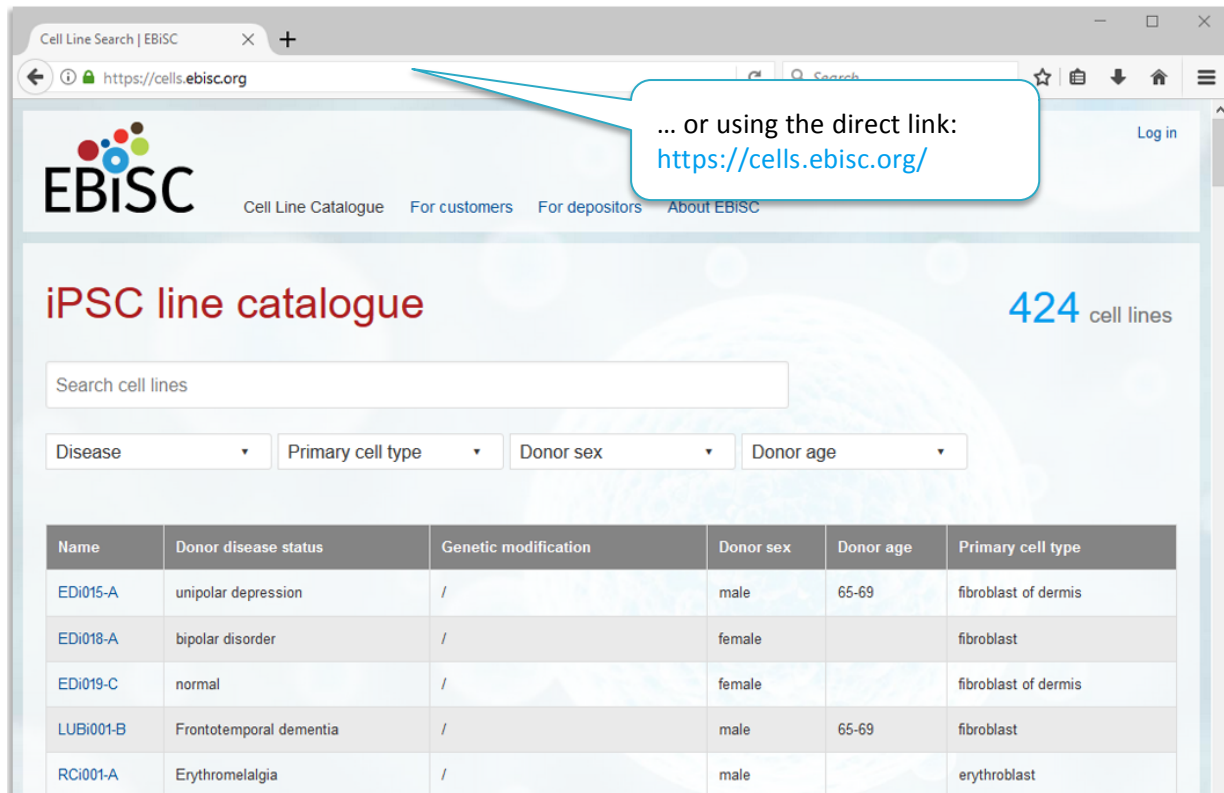 Cell Line Search | EBiSC
https://cells.ebisc.org
Search
… or using the direct link:
https://cells.ebisc.org/
Log in
EBiSC
Cell Line Catalogue For customers For depositors About EBiSC
iPSC line catalogue
424 cell lines
Search cell lines
Disease Primary cell type Donor sex Donor age
Name Donor disease status Genetic modification Donor sex Donor age Primary cell type
EDi015-A unipolar depression / male 65-69 fibroblast of dermis
EDi018-A bipolar disorder / female fibroblast
EDi019-C normal / female fibroblast of dermis
LUBi001-B Frontotemporal dementia / male 65-69 fibroblast
RCi001-A Erythromelalgia / male erythroblast